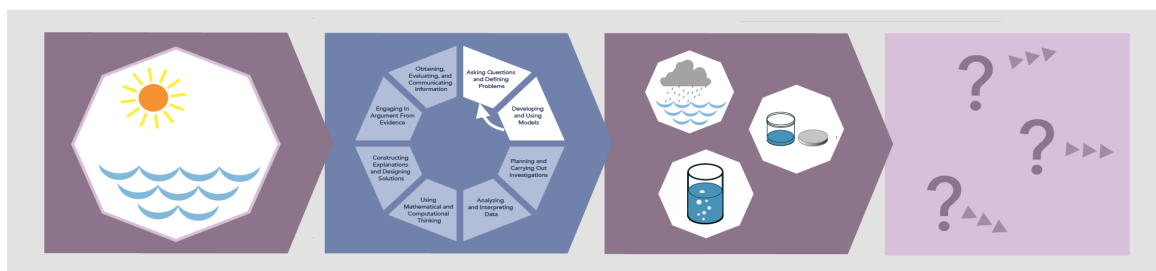 Asking Questions
and Defining
Problems
Developing
and Using
Models
Planning and
Carrying Out
Investigations
Analyzing
and Interpreting
Data
Using
Mathematical and
Computational
Thinking
Constructing
Explanations
and Designing
Solutions
Engaging In
Argument From
Evidence
Obtaining,
Evaluating, and
Communicating
Information
?
?
?